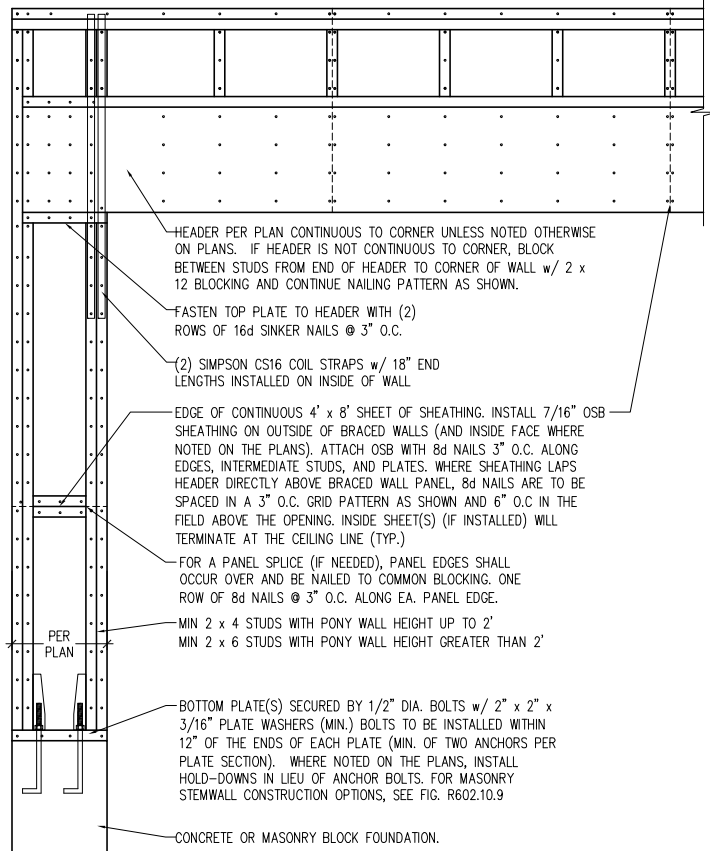 HEADER PER PLAN CONTINUOUS TO CORNER UNLESS NOTED OTHERWISE
ON PLANS. IF HEADER IS NOT CONTINUOUS TO CORNER, BLOCK
BETWEEN STUDS FROM END OF HEADER TO CORNER OF WALL w/ 2 x
12 BLOCKING AND CONTINUE NAILING PATTERN AS SHOWN.
FASTEN TOP PLATE TO HEADER WITH (2)
ROWS OF 16d SINKER NAILS @ 3" O.C.
(2) SIMPSON CS16 COIL STRAPS w/ 18" END
LENGTHS INSTALLED ON INSIDE OF WALL
EDGE OF CONTINUOUS 4' x 8' SHEET OF SHEATHING. INSTALL 7/16" OSB
SHEATHING ON OUTSIDE OF BRACED WALLS (AND INSIDE FACE WHERE
NOTED ON THE PLANS). ATTACH OSB WITH 8d NAILS 3" O.C. ALONG
EDGES, INTERMEDIATE STUDS, AND PLATES. WHERE SHEATHING LAPS
HEADER DIRECTLY ABOVE BRACED WALL PANEL, 8d NAILS ARE TO BE
SPACED IN A 3" O.C. GRID PATTERN AS SHOWN AND 6" O.C IN THE
FIELD ABOVE THE OPENING. INSIDE SHEET(S) (IF INSTALLED) WILL
TERMINATE AT THE CEILING LINE (TYP.)
FOR A PANEL SPLICE (IF NEEDED), PANEL EDGES SHALL
OCCUR OVER AND BE NAILED TO COMMON BLOCKING. ONE
ROW OF 8d NAILS @ 3" O.C. ALONG EA. PANEL EDGE.
MIN 2 x 4 STUDS WITH PONY WALL HEIGHT UP TO 2'
MIN 2 x 6 STUDS WITH PONY WALL HEIGHT GREATER THAN 2'
PER
PLAN
BOTTOM PLATE(S) SECURED BY 1/2" DIA. BOLTS w/ 2" x 2" x
3/16" PLATE WASHERS (MIN.) BOLTS TO BE INSTALLED WITHIN
12" OF THE ENDS OF EACH PLATE (MIN. OF TWO ANCHORS PER
PLATE SECTION). WHERE NOTED ON THE PLANS, INSTALL
HOLD-DOWNS IN LIEU OF ANCHOR BOLTS. FOR MASONRY
STEMWALL CONSTRUCTION OPTIONS, SEE FIG. R602.10.9
CONCRETE OR MASONRY BLOCK FOUNDATION.